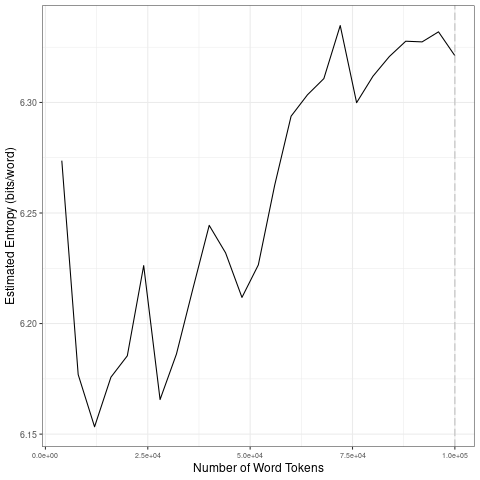 Estimated Entropy (bits/word)
6.30
6.25
6.20
6.15
0.0e+00 2.5e+04 5.0e+04 7.5e+04 1.0e+05
Number of Word Tokens